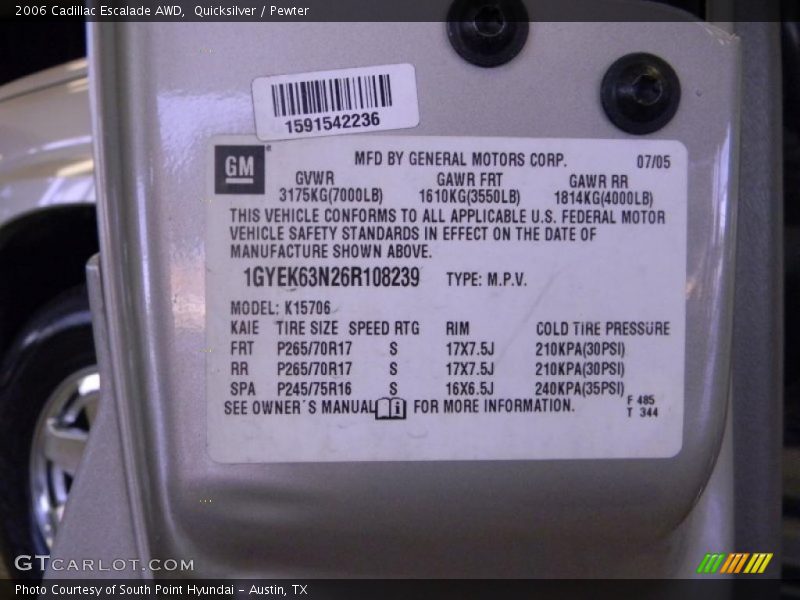 2006 Cadillac Escalade AWD, Quicksilver / Pewter
1591542236
GM
MFD BY GENERAL MOTORS CORP. 07/05
GVWR GAWR FRT GAWR RR
3175KG(7000LB) 1610KG(3550LB) 1814KG(4000LB)
THIS VEHICLE CONFORMS TO ALL APPLICABLE U.S. FEDERAL MOTOR
VEHICLE SAFETY STANDARDS IN EFFECT ON THE DATE OF
MANUFACTURE SHOWN ABOVE.
1GYEK63N26R108239 TYPE: M.P.V.
MODEL: K15706
KAIE TIRE SIZE SPEED RTG RIM COLD TIRE PRESSURE
FRT P265/70R17 S 17X7.5J 210KPA(30PSI)
RR P265/70R17 S 17X7.5J 210KPA(30PSI)
SPA P245/75R16 S 16X6.5J 240KPA(35PSI)
SEE OWNER'S MANUAL i FOR MORE INFORMATION.
F 485
T 344
GTCARLOT.COM
Photo Courtesy of South Point Hyundai - Austin, TX